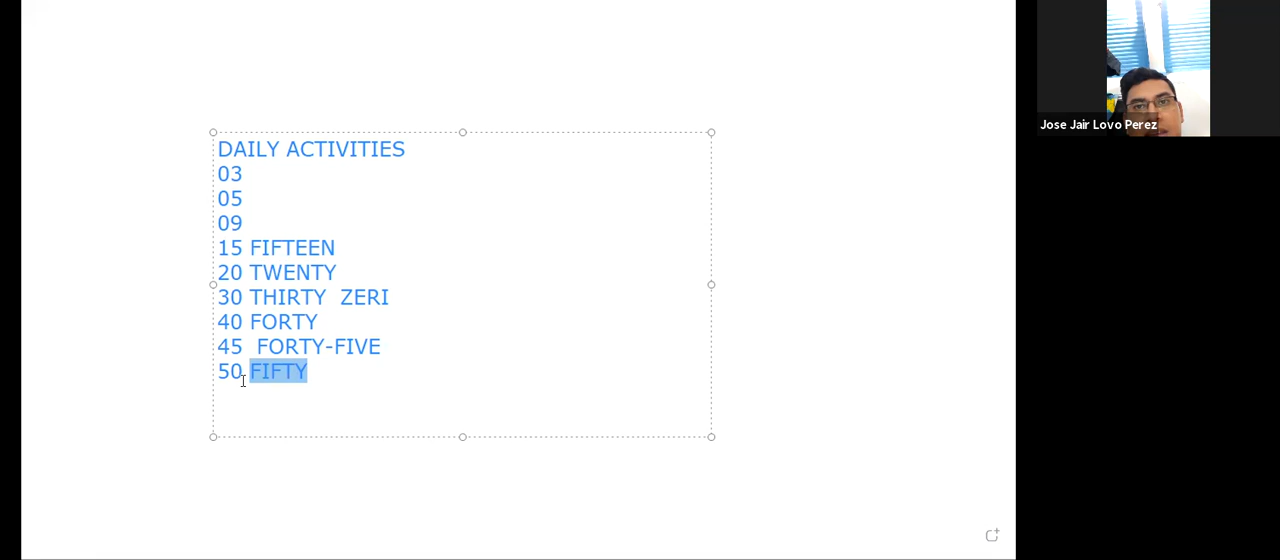 DAILY ACTIVITIES
03
05
09
15 FIFTEEN
20 TWENTY
30 THIRTY  ZERI
40 FORTY
45  FORTY-FIVE
50 FIFTY
Jose Jair Lovo Perez